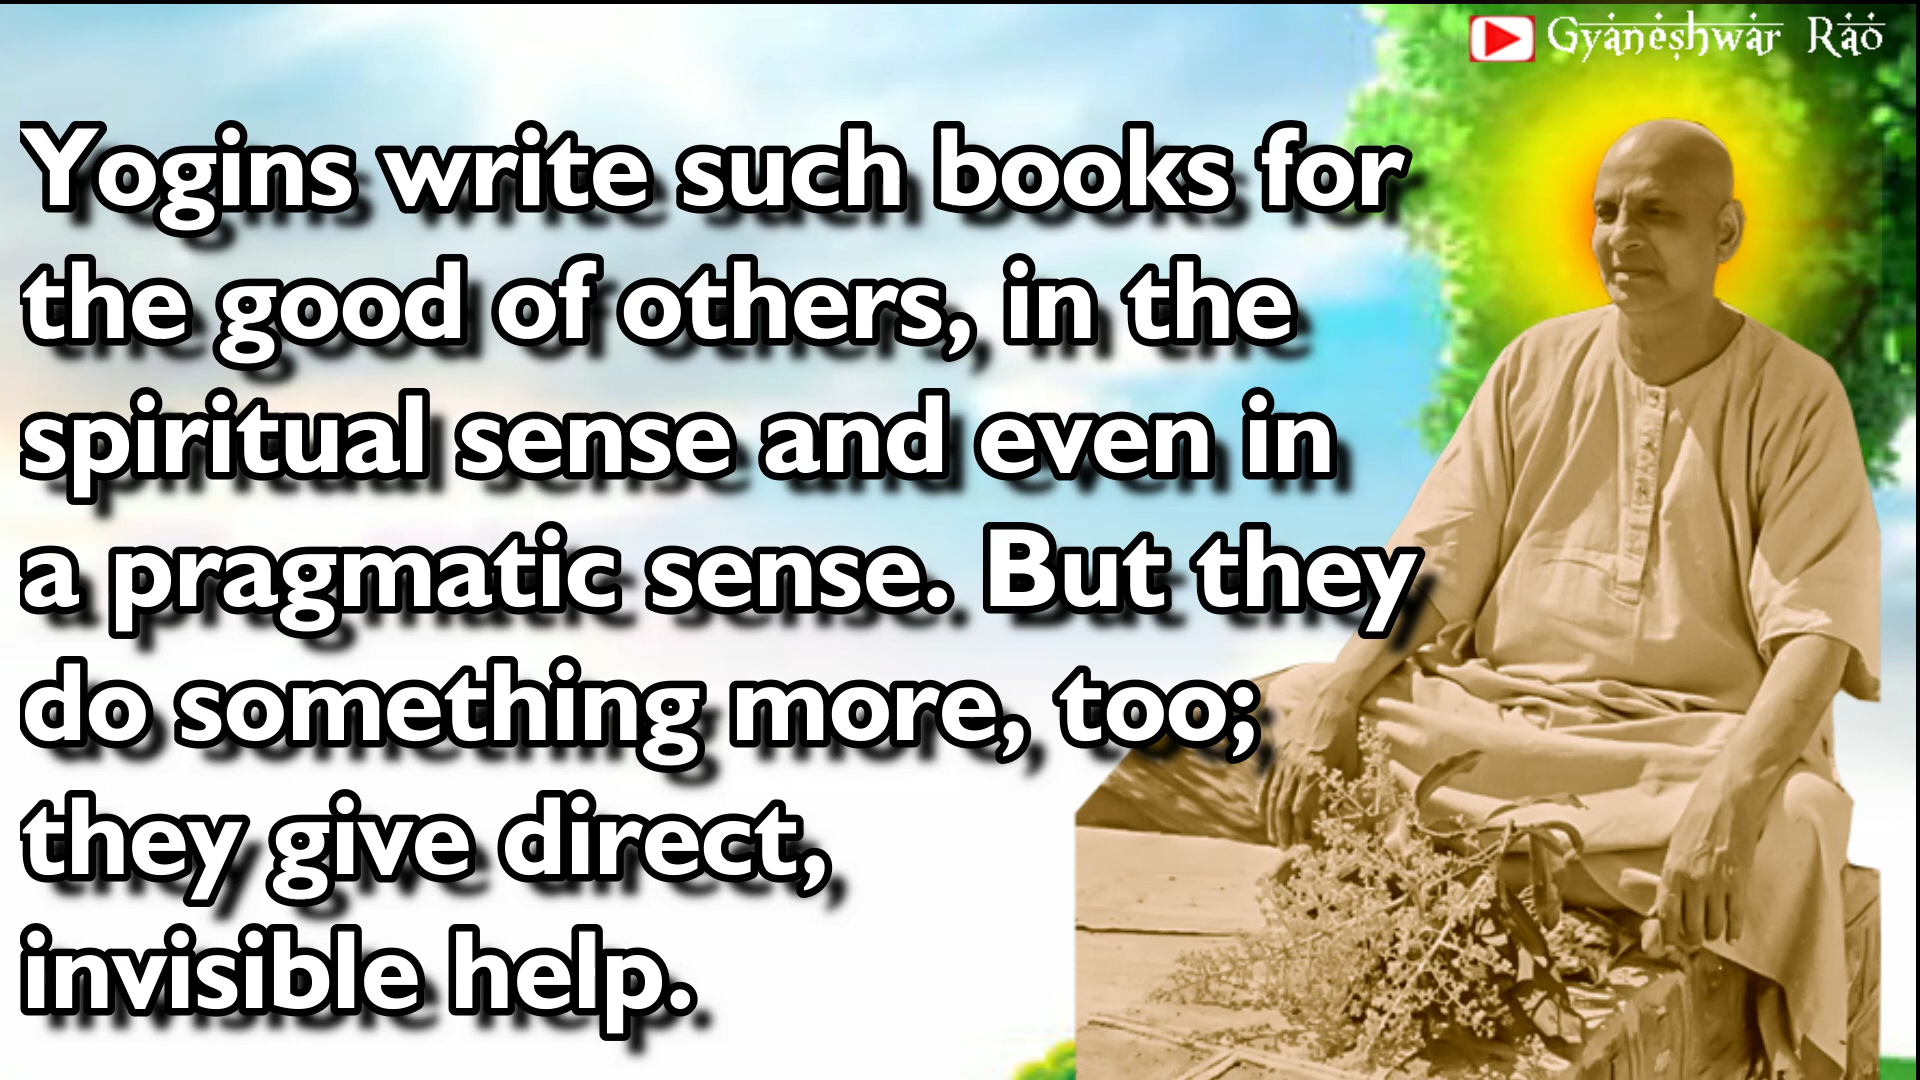 Gyaneshwar Rao
Yogins write such books for
the good of others, in the
spiritual sense and even in
a pragmatic sense. But they
do something more, too;
they give direct,
invisible help.